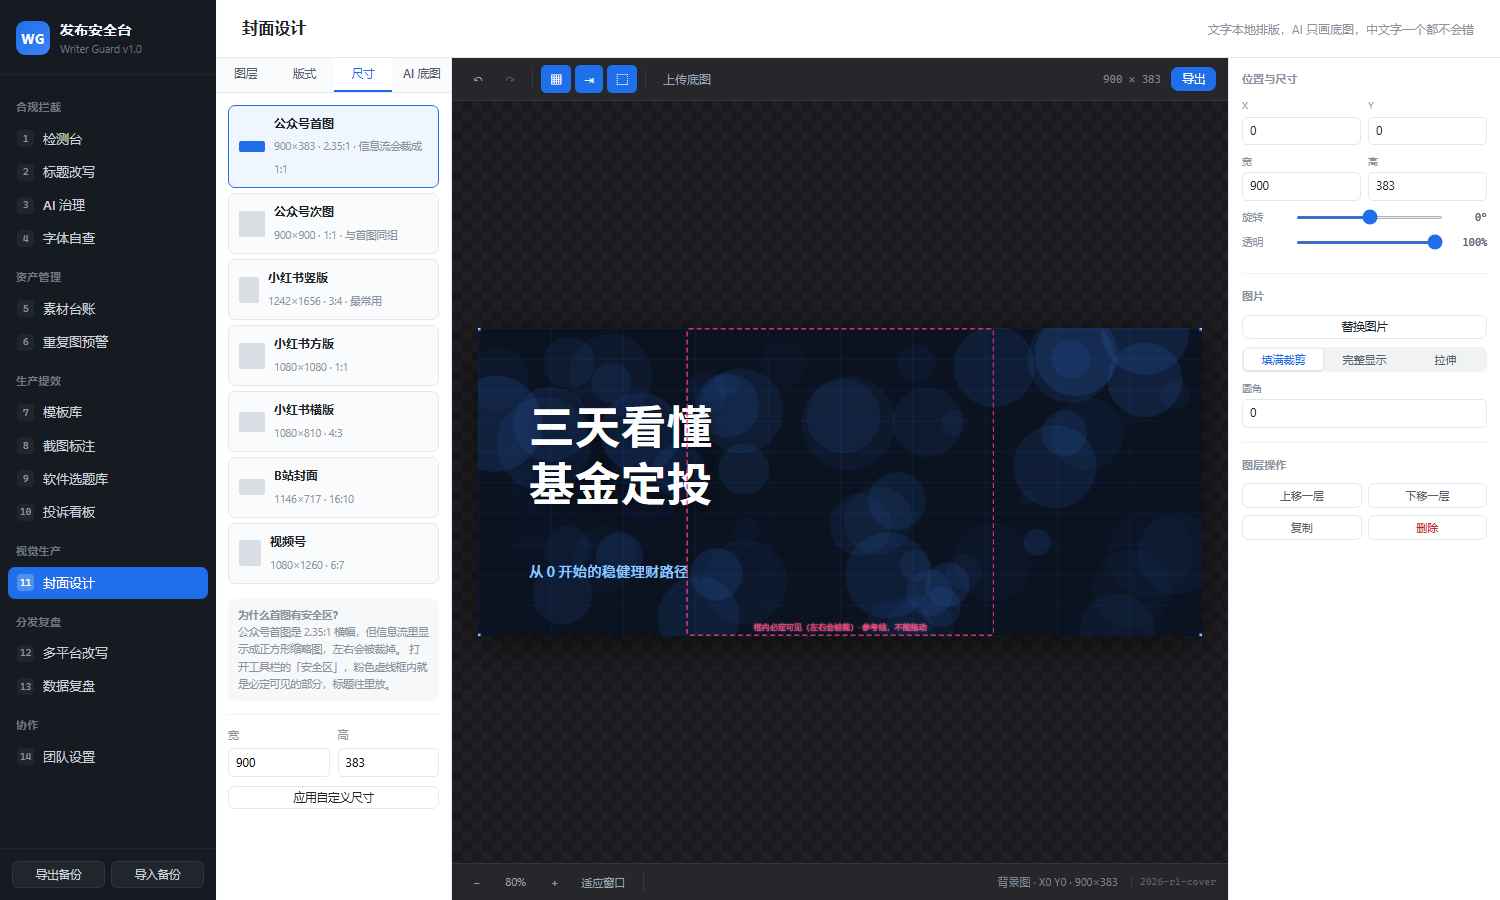 WG
发布安全台
Writer Guard v1.0
合规拦截
1 检测台
2 标题改写
3 AI 治理
4 字体自查
资产管理
5 素材台账
6 重复图预警
生产提效
7 模板库
8 截图标注
9 软件选题库
10 投诉看板
视觉生产
11 封面设计
分发复盘
12 多平台改写
13 数据复盘
协作
14 团队设置
导出备份 导入备份
封面设计
文字本地排版，AI 只画底图，中文字一个都不会错
图层 版式 尺寸 AI 底图
公众号首图
900×383 · 2.35:1 · 信息流会裁成
1:1
公众号次图
900×900 · 1:1 · 与首图同组
小红书竖版
1242×1656 · 3:4 · 最常用
小红书方版
1080×1080 · 1:1
小红书横版
1080×810 · 4:3
B站封面
1146×717 · 16:10
视频号
1080×1260 · 6:7
为什么首图有安全区？
公众号首图是 2.35:1 横幅，但信息流里显
示成正方形缩略图，左右会被裁掉。 打
开工具栏的「安全区」，粉色虚线框内就
是必定可见的部分，标题往里放。
宽 高
900 383
应用自定义尺寸
上传底图
900 × 383 导出
三天看懂
基金定投
从 0 开始的稳健理财路径
框内必定可见（左右会被裁）· 参考线，不能拖动
− 80% + 适应窗口
背景图 · X0 Y0 · 900×383 2026-r1-cover
位置与尺寸
X Y
0 0
宽 高
900 383
旋转 0°
透明 100%
图片
替换图片
填满裁剪 完整显示 拉伸
圆角
0
图层操作
上移一层 下移一层
复制 删除